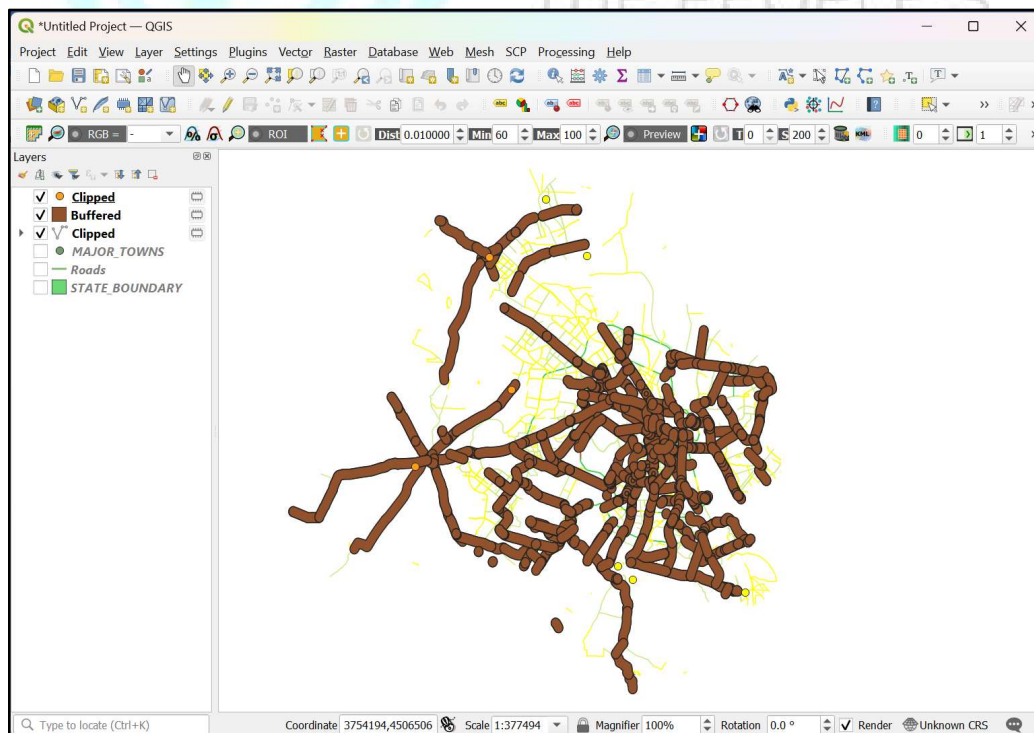 *Untitled Project — QGIS
Project Edit View Layer Settings Plugins Vector Raster Database Web Mesh SCP Processing Help
RGB = - ROI Dist 0.010000 Min 60 Max 100 Preview T 0 S 200 KML 0 1
Layers
Clipped
Buffered
Clipped
MAJOR_TOWNS
Roads
STATE_BOUNDARY
Type to locate (Ctrl+K) Coordinate 3754194,4506506 Scale 1:377494 Magnifier 100% Rotation 0.0 ° Render Unknown CRS